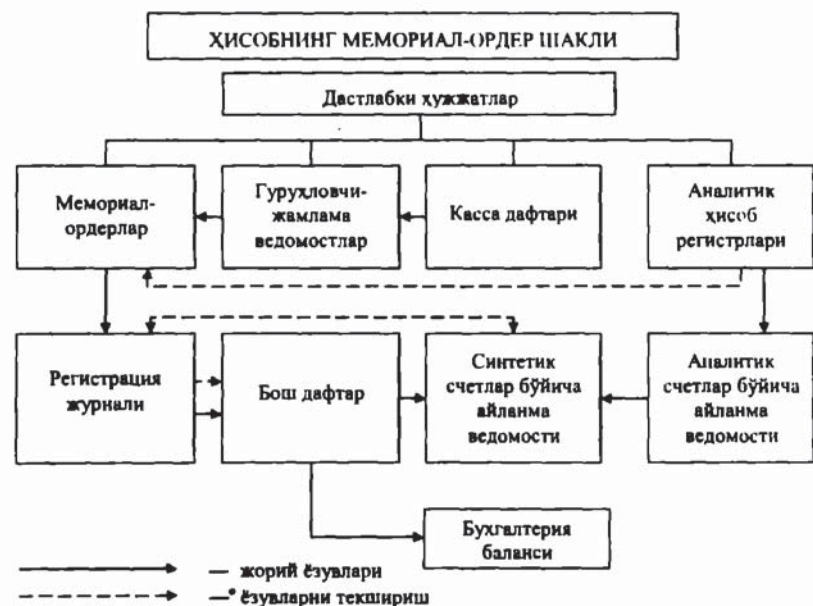 ҲИСОБНИНГ МЕМОРИАЛ-ОРДЕР ШАКЛИ
Дастлабки ҳужжатлар
Мемориал-
ордерлар
Гуруҳловчи-
жамлама
ведомостлар
Касса дафтари
Аналитик
ҳисоб
регистрлари
Регистрация
журнали
Бош дафтар
Синтетик
счетлар бўйича
айланма
ведомости
Аналитик
счетлар бўйича
айланма
ведомости
Бухгалтерия
баланси
— жорий ёзувлари
— ёзувларни текшириш